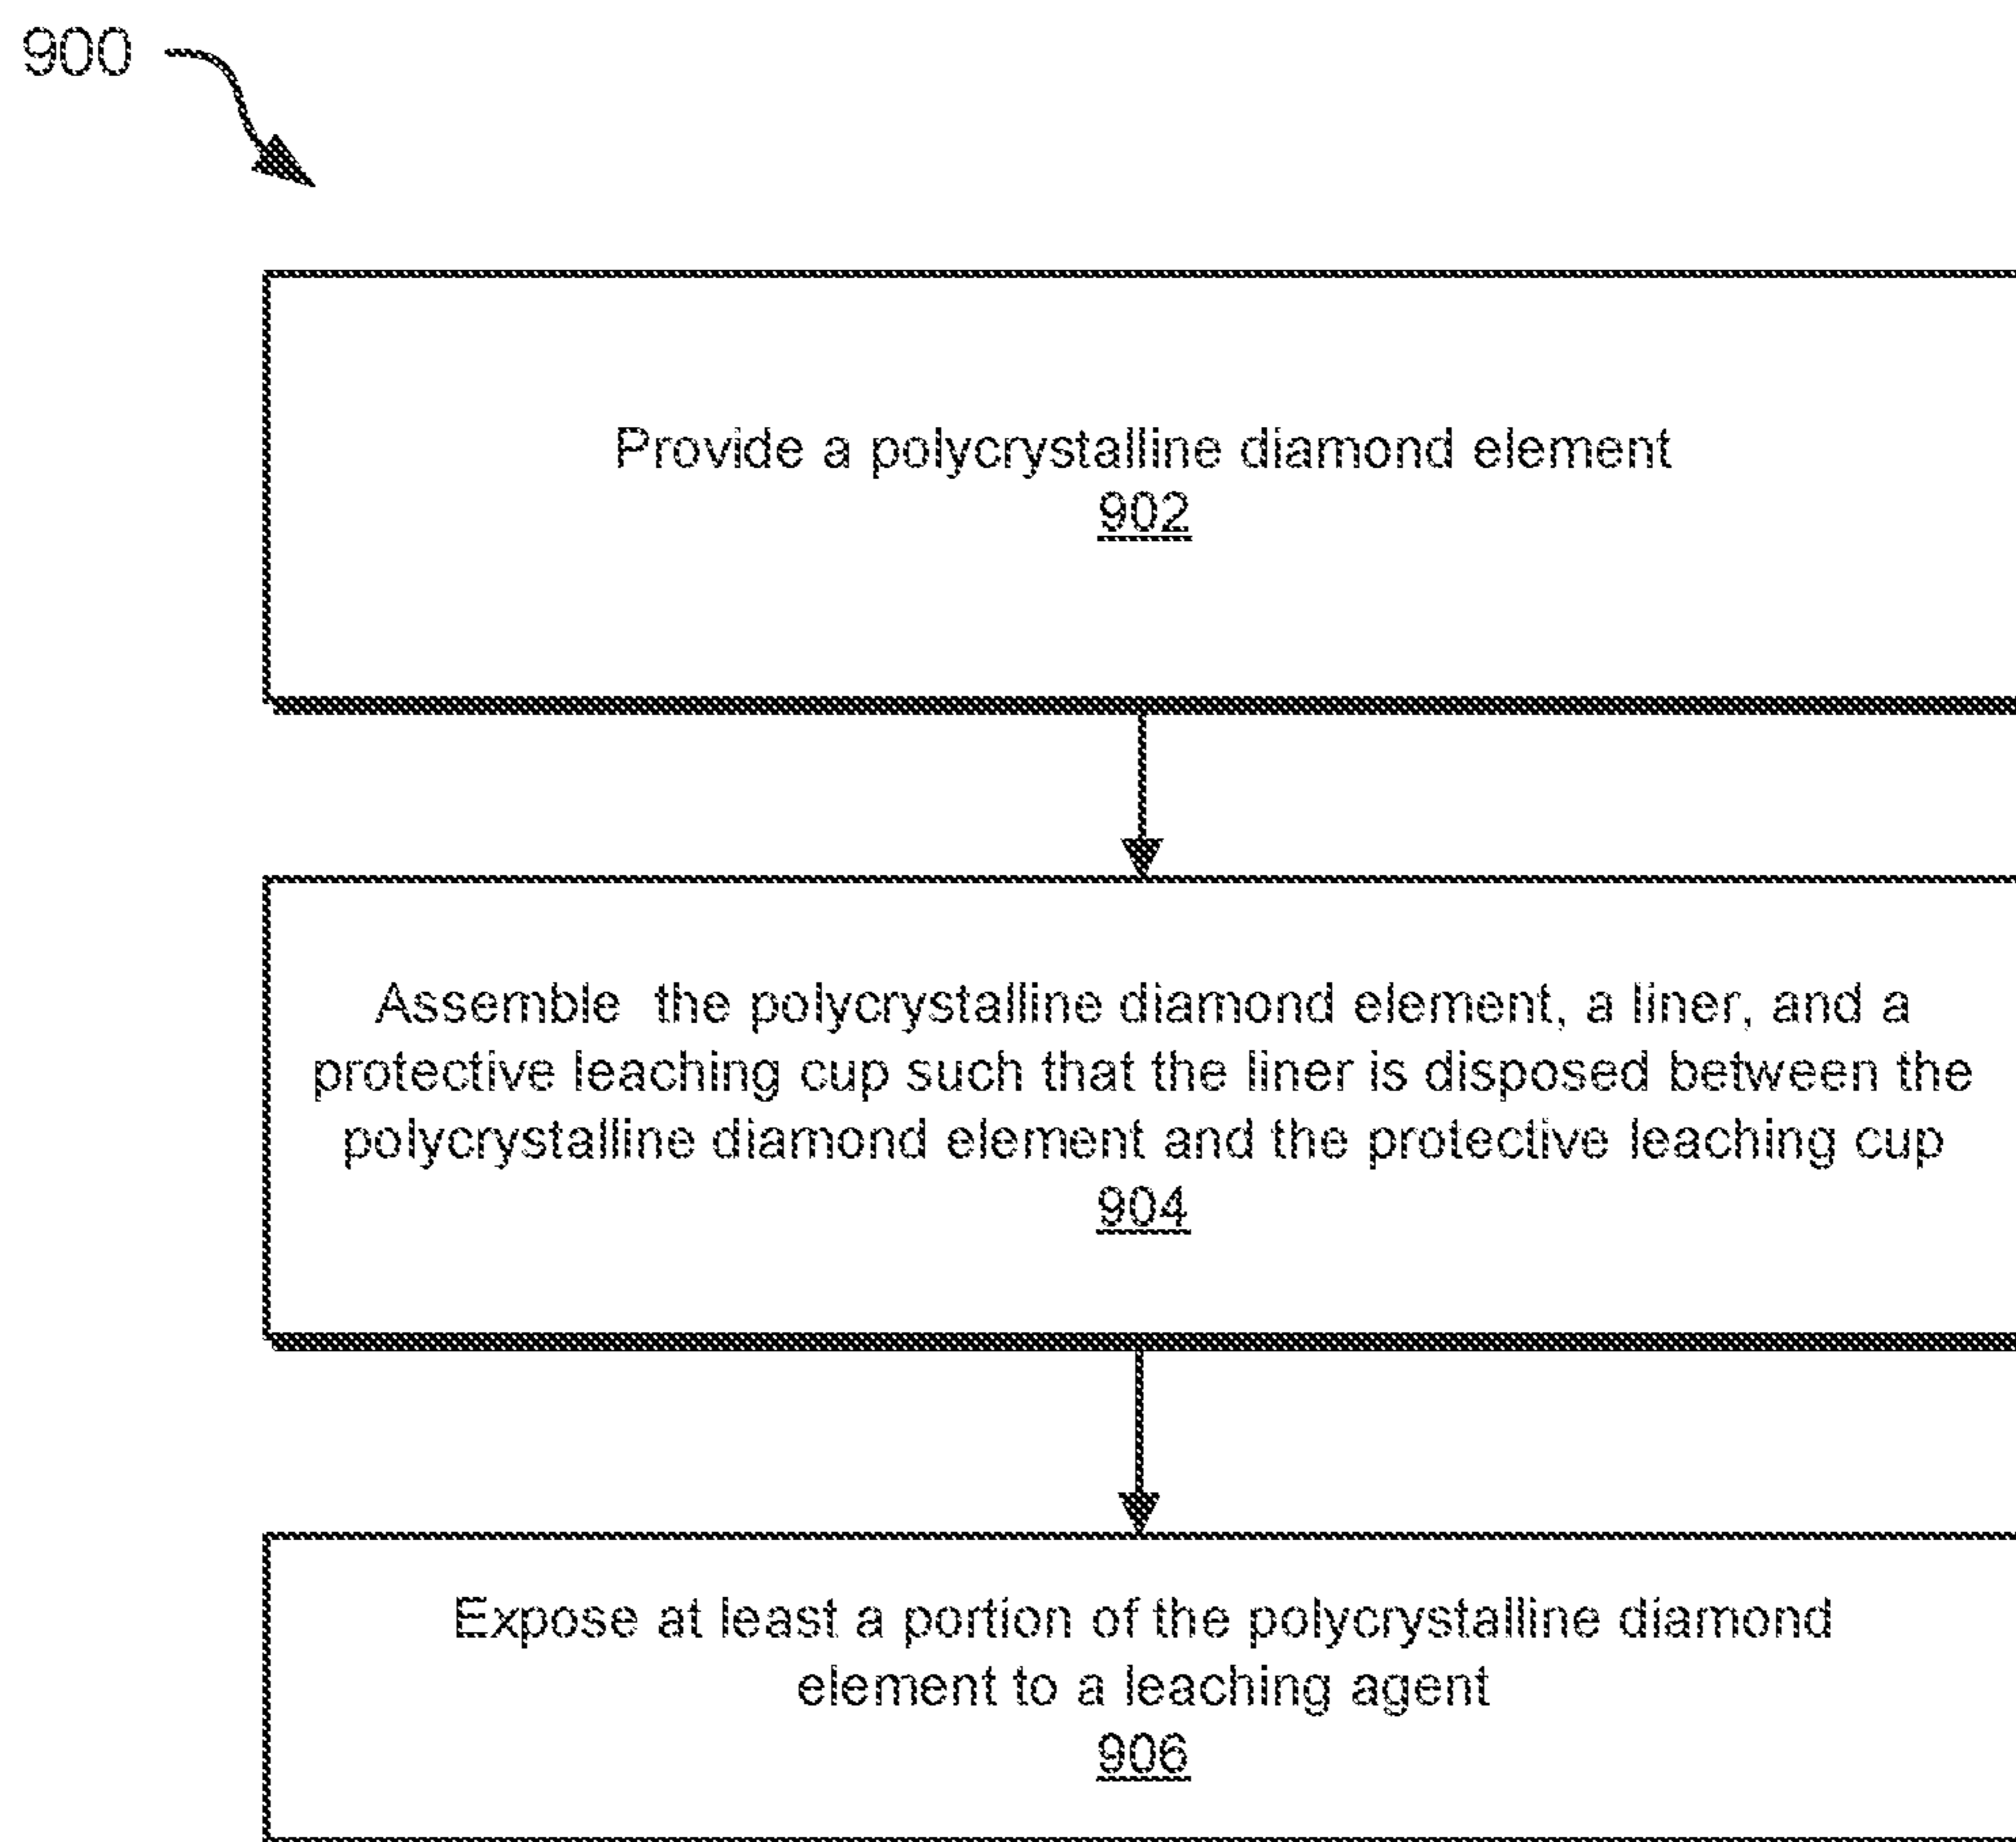 900
Provide a polycrystalline diamond element
902
Assemble the polycrystalline diamond element, a liner, and a
protective leaching cup such that the liner is disposed between the
polycrystalline diamond element and the protective leaching cup
904
Expose at least a portion of the polycrystalline diamond
element to a leaching agent
906